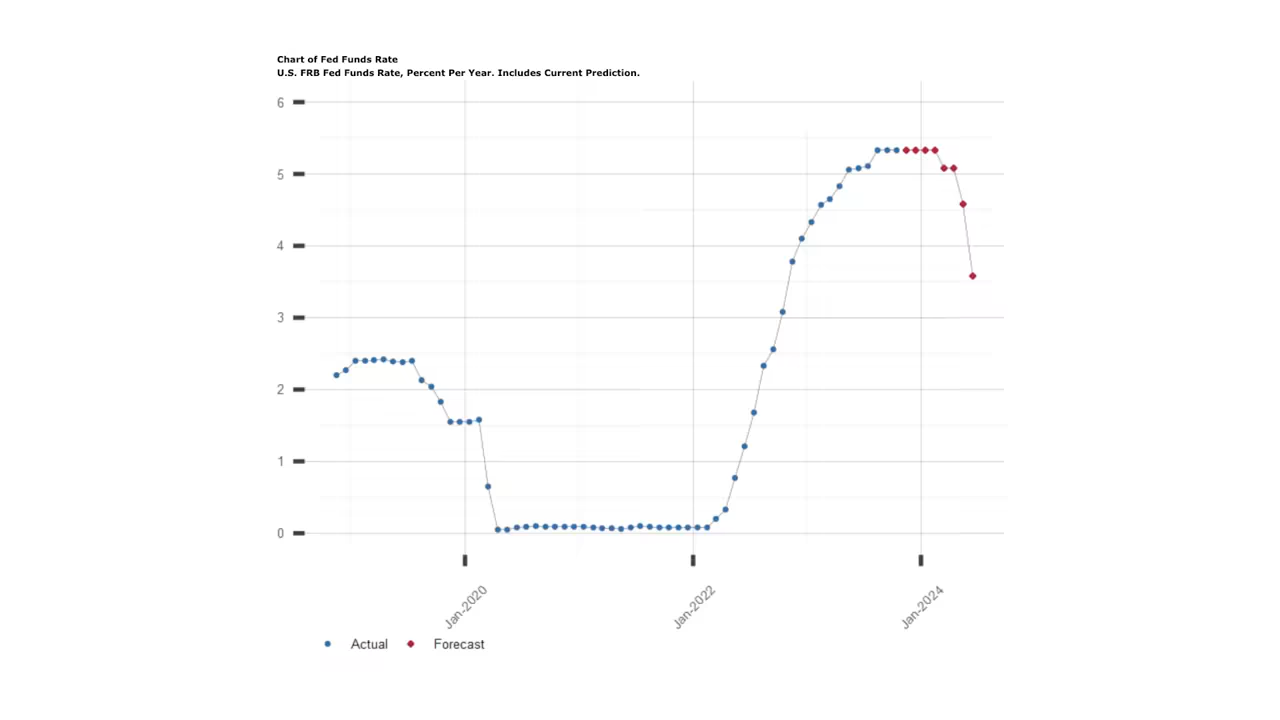 Chart of Fed Funds Rate
U.S. FRB Fed Funds Rate, Percent Per Year. Includes Current Prediction.
6
5
4
3
2
1
0
Jan-2020
Jan-2022
Jan-2024
Actual
Forecast